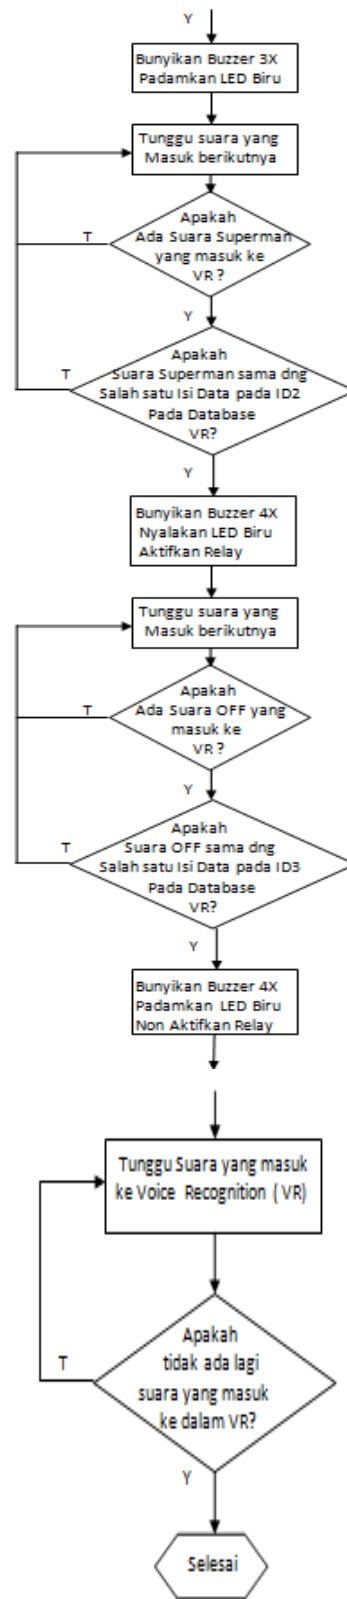 Y
Bunyikan Buzzer 3X
Padamkan LED Biru
Tunggu suara yang
Masuk berikutnya
Apakah
Ada Suara Superman
yang masuk ke
VR ?
T
Y
Apakah
Suara Superman sama dng
Salah satu Isi Data pada ID2
Pada Database
VR?
T
Y
Bunyikan Buzzer 4X
Nyalakan LED Biru
Aktifkan Relay
Tunggu suara yang
Masuk berikutnya
Apakah
Ada Suara OFF yang
masuk ke
VR ?
T
Y
Apakah
Suara OFF sama dng
Salah satu Isi Data pada ID3
Pada Database
VR?
T
Y
Bunyikan Buzzer 4X
Padamkan LED Biru
Non Aktifkan Relay
Tunggu Suara yang masuk
ke Voice Recognition ( VR)
Apakah
tidak ada lagi
suara yang masuk
ke dalam VR?
T
Y
Selesai